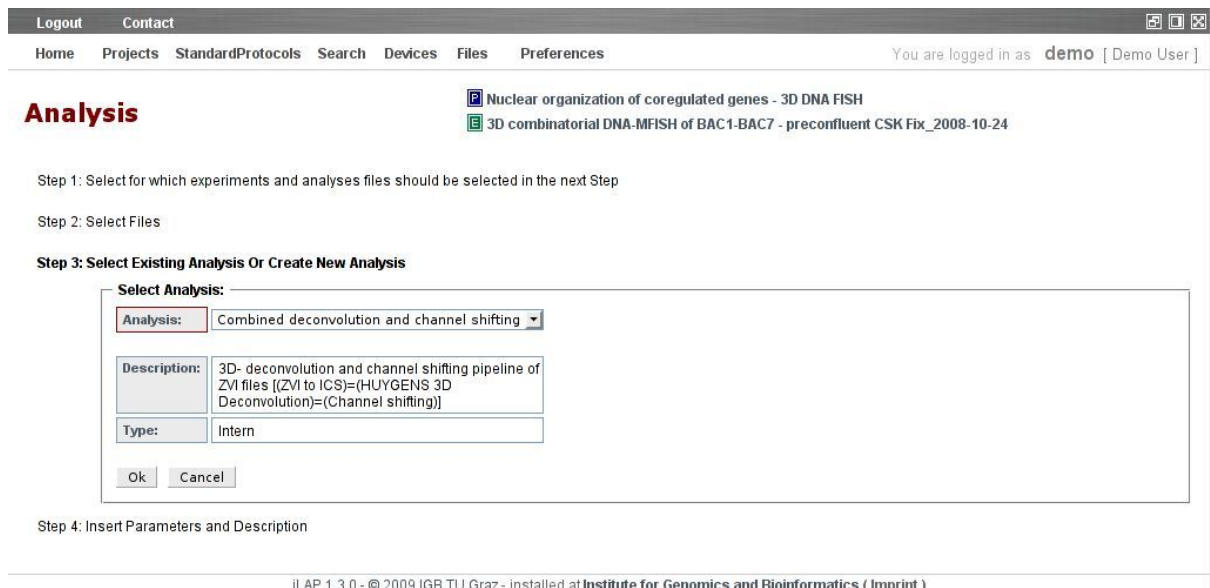 Logout Contact
Home Projects StandardProtocols Search Devices Files Preferences You are logged in as demo [ Demo User ]
Analysis
P Nuclear organization of coregulated genes - 3D DNA FISH
E 3D combinatorial DNA-MFISH of BAC1-BAC7 - preconfluent CSK Fix_2008-10-24
Step 1: Select for which experiments and analyses files should be selected in the next Step
Step 2: Select Files
Step 3: Select Existing Analysis Or Create New Analysis
Select Analysis:
Analysis: Combined deconvolution and channel shifting
Description: 3D- deconvolution and channel shifting pipeline of
ZVI files [(ZVI to ICS)=(HUYGENS 3D
Deconvolution)=(Channel shifting)]
Type: Intern
Ok Cancel
Step 4: Insert Parameters and Description
iLAP 1.3.0 - © 2009 IGB TU Graz - installed at Institute for Genomics and Bioinformatics ( Imprint )